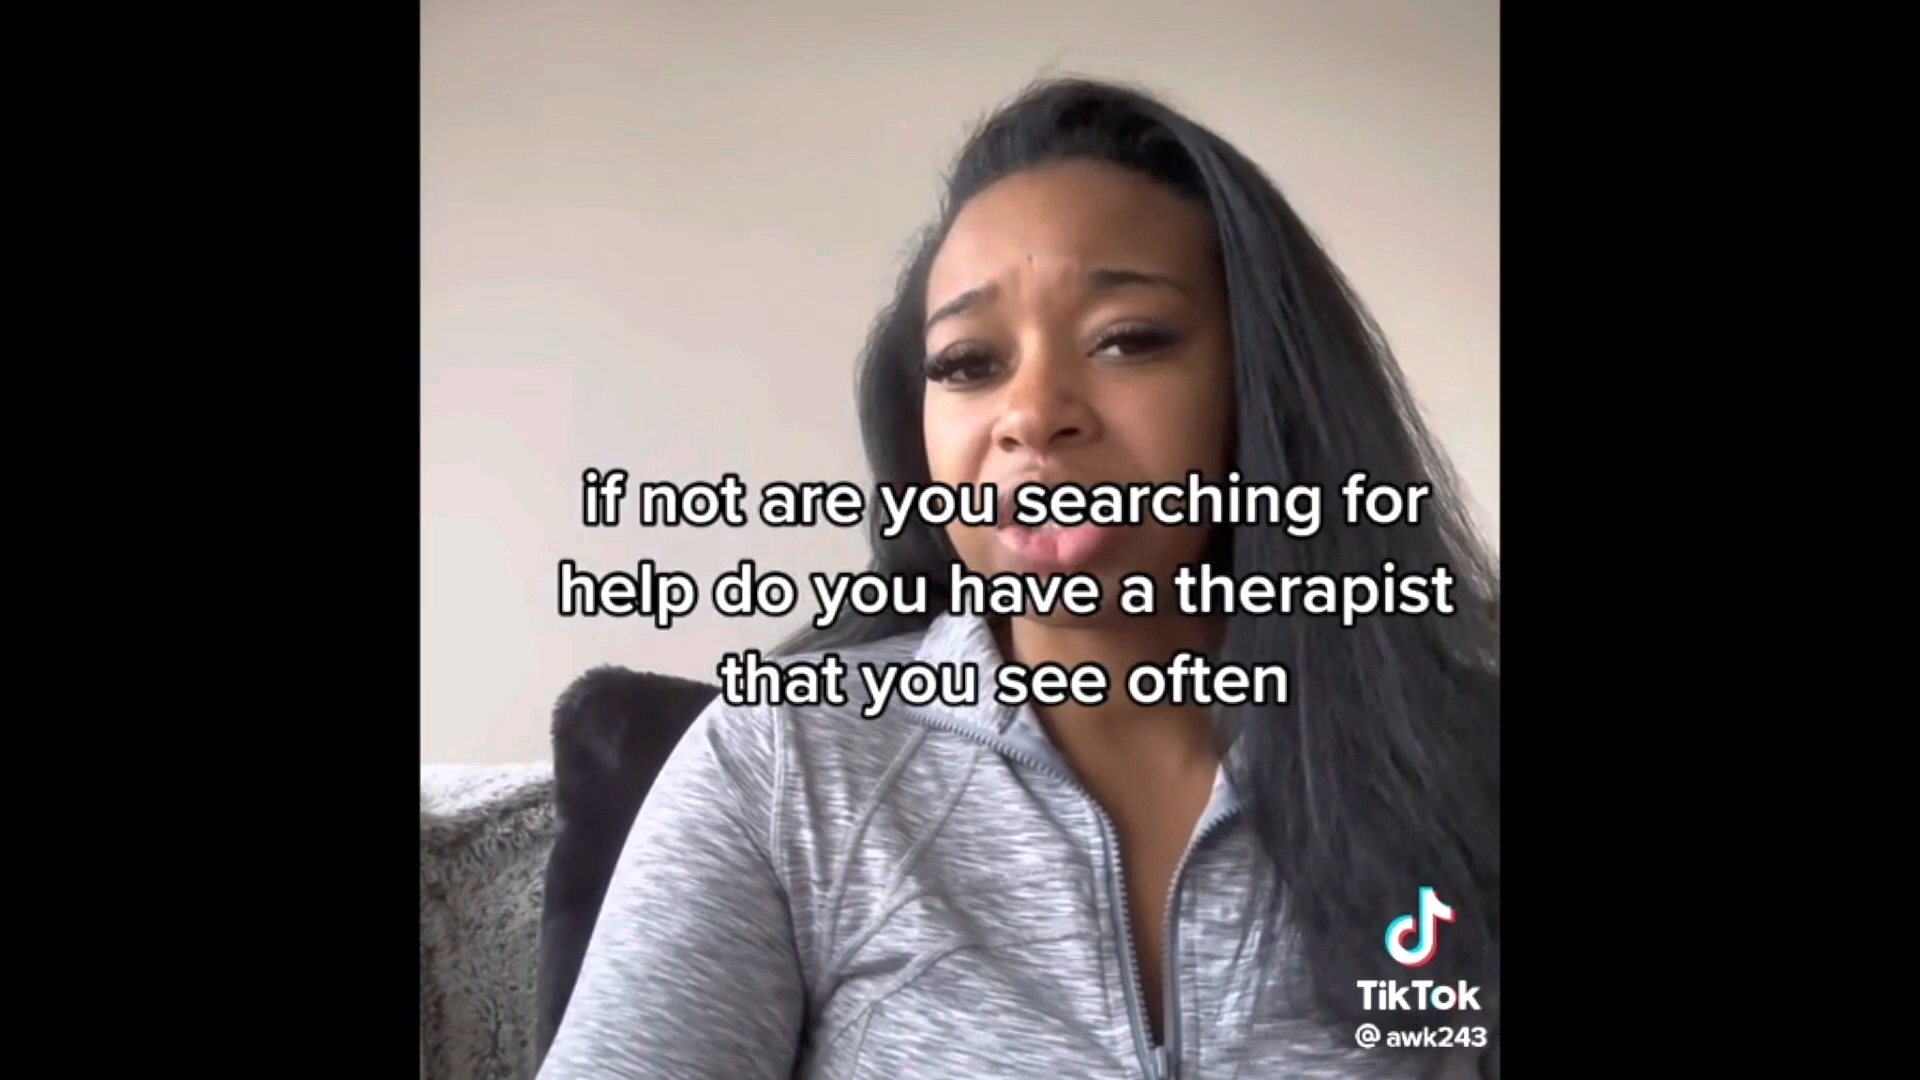 if not are you searching for
help do you have a therapist
that you see often
TikTok
@awk243